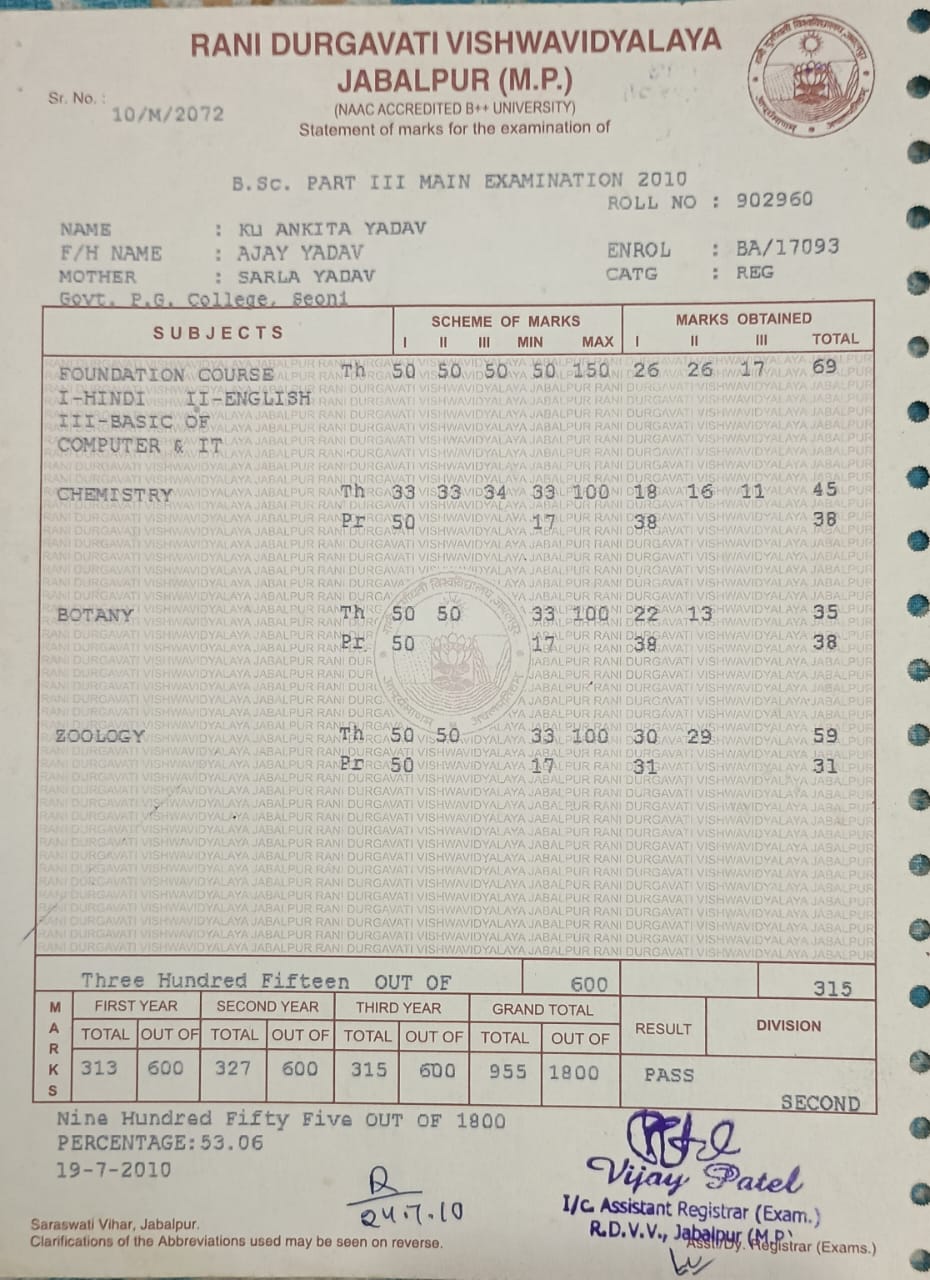 RANI DURGAVATI VISHWAVIDYALAYA
JABALPUR (M.P.)
Sr. No. : 10/M/2072
(NAAC ACCREDITED B++ UNIVERSITY)
Statement of marks for the examination of
B.Sc. PART III MAIN EXAMINATION 2010
ROLL NO : 902960
NAME : KU ANKITA YADAV
F/H NAME : AJAY YADAV ENROL : BA/17093
MOTHER : SARLA YADAV CATG : REG
Govt. P.G. College, Seoni
SUBJECTS SCHEME OF MARKS MARKS OBTAINED
I II III MIN MAX I II III TOTAL
FOUNDATION COURSE Th 50 50 50 50 150 26 26 17 69
I-HINDI II-ENGLISH
III-BASIC OF
COMPUTER & IT
CHEMISTRY Th 33 33 34 33 100 18 16 11 45
Pr 50 17 38 38
BOTANY Th 50 50 33 100 22 13 35
Pr 50 17 38 38
ZOOLOGY Th 50 50 33 100 30 29 59
Pr 50 17 31 31
Three Hundred Fifteen OUT OF 600 315
MARKS FIRST YEAR SECOND YEAR THIRD YEAR GRAND TOTAL RESULT DIVISION
TOTAL OUT OF TOTAL OUT OF TOTAL OUT OF TOTAL OUT OF
313 600 327 600 315 600 955 1800 PASS
SECOND
Nine Hundred Fifty Five OUT OF 1800
PERCENTAGE:53.06
19-7-2010
24.7.10
Vijay Patel
I/c. Assistant Registrar (Exam.)
R.D.V.V., Jabalpur (M.P.)
Saraswati Vihar, Jabalpur.
Asstt./Dy. Registrar (Exams.)
Clarifications of the Abbreviations used may be seen on reverse.